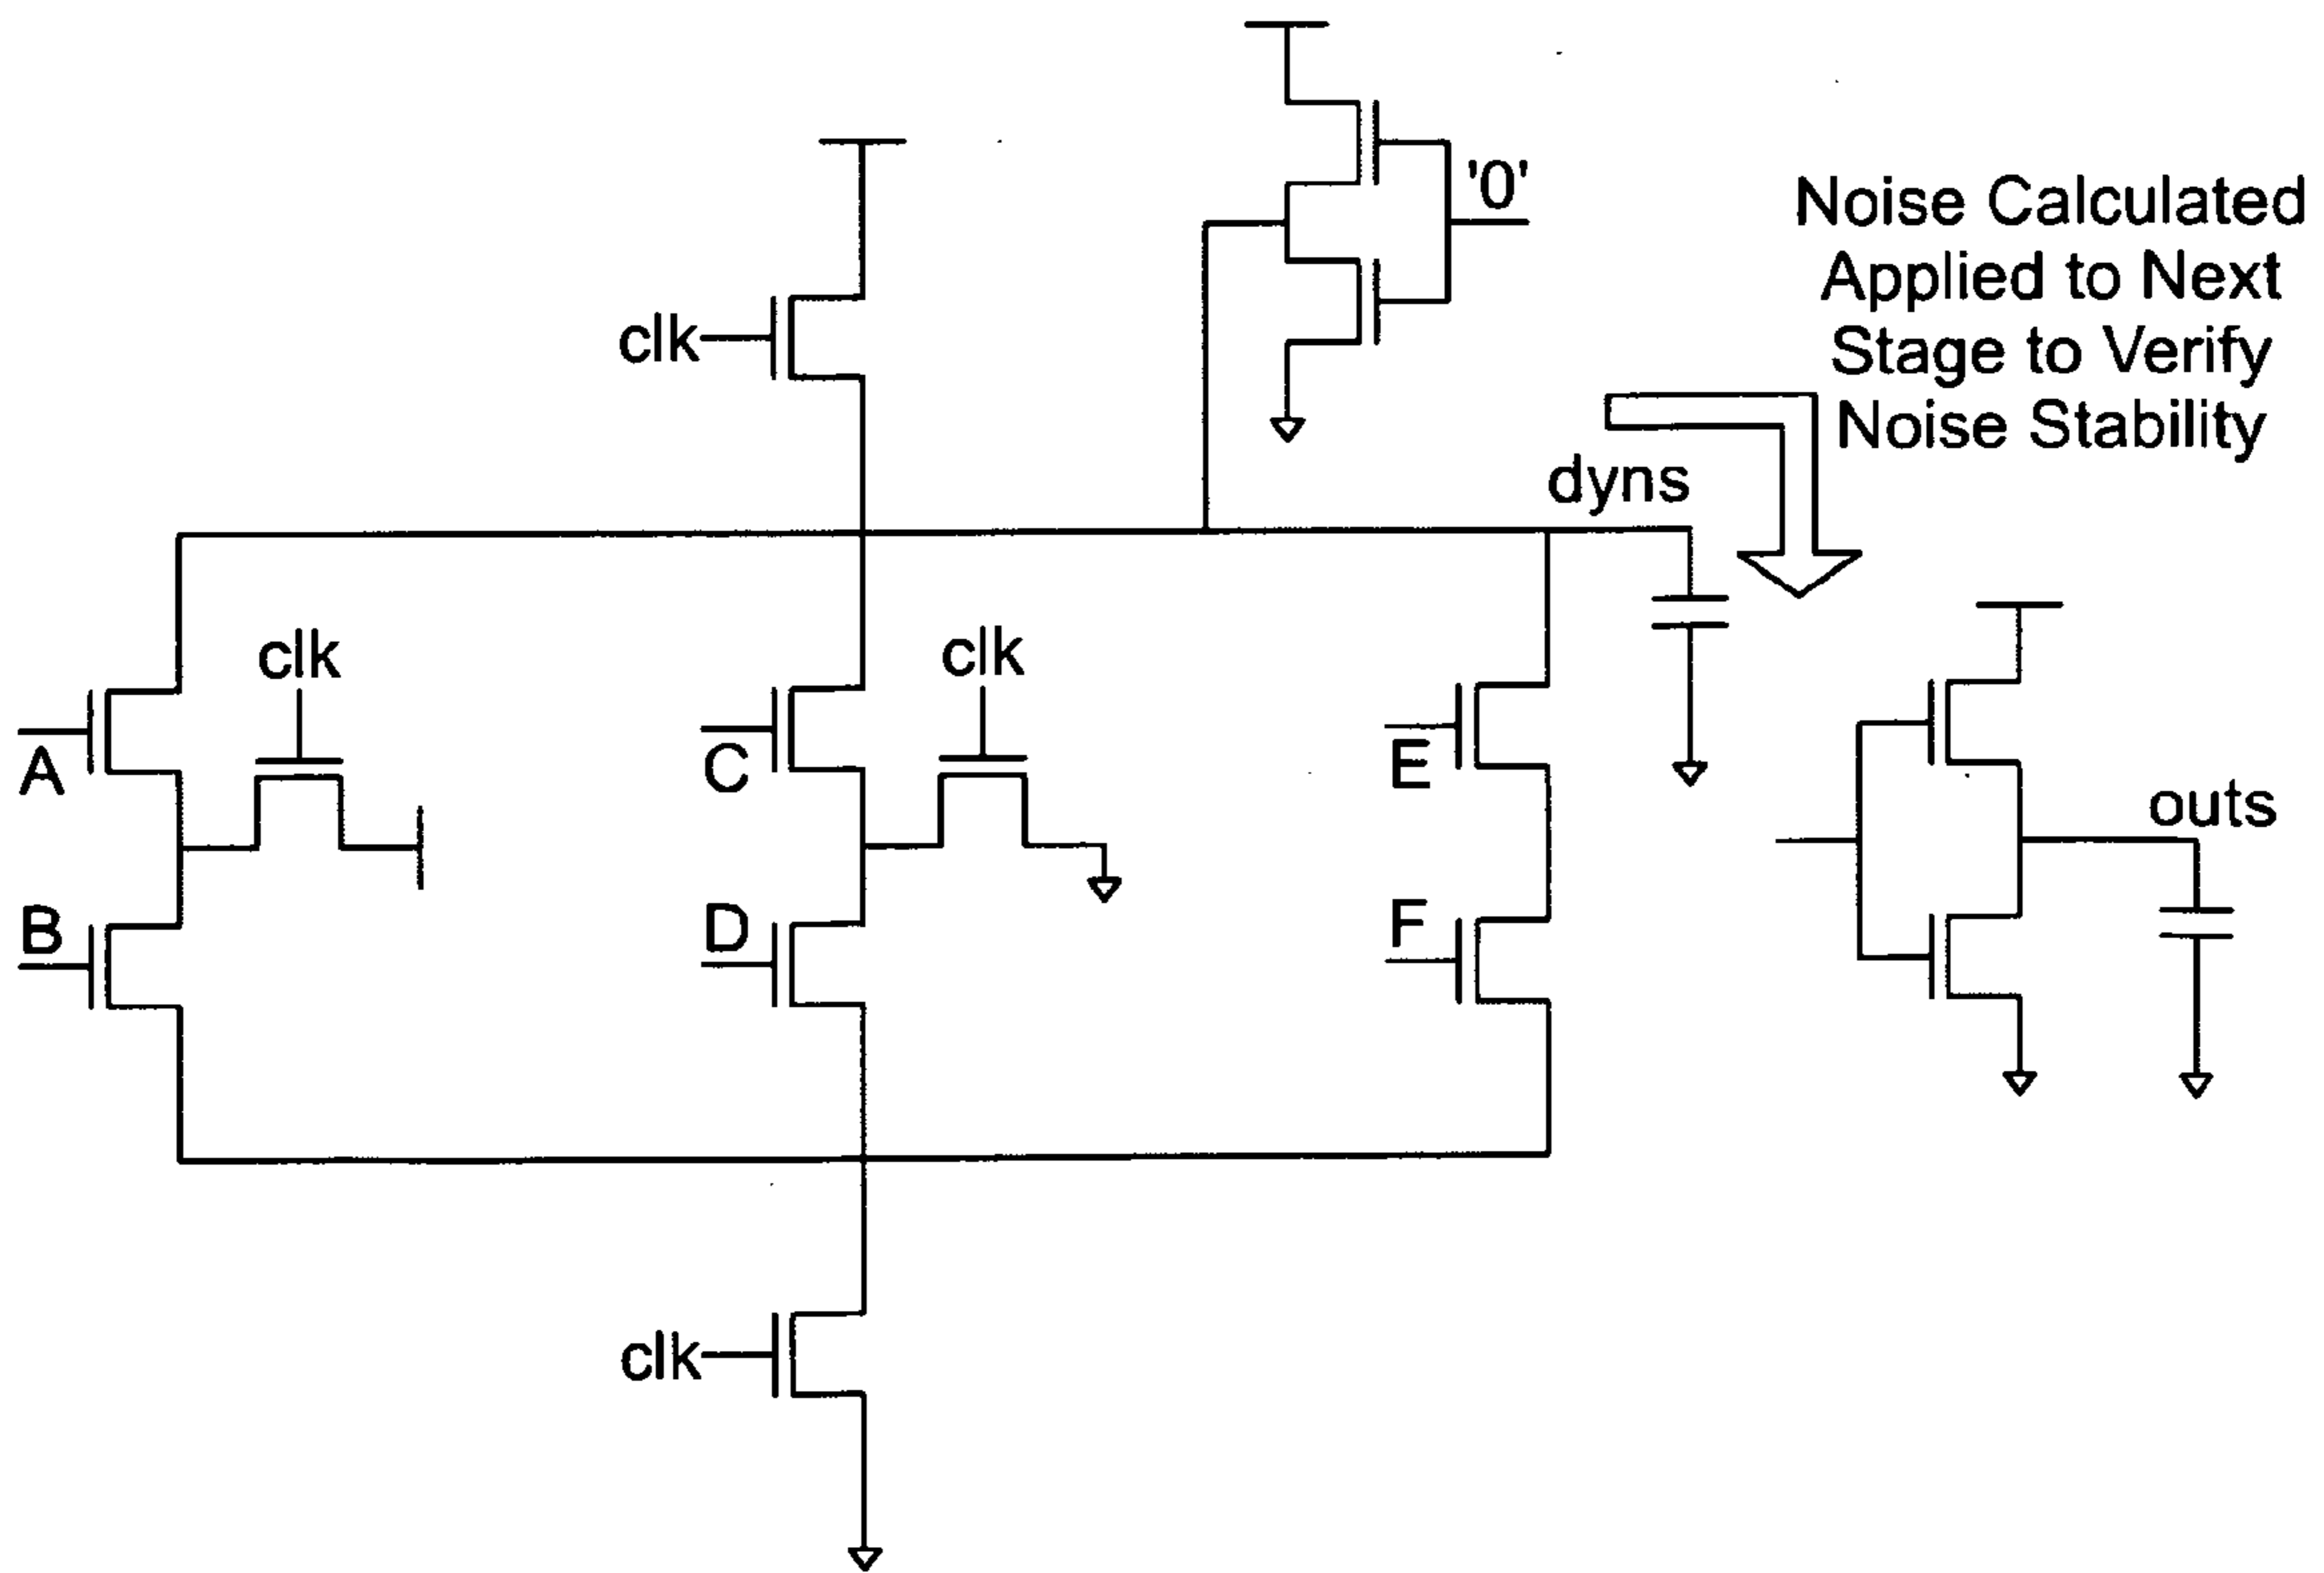 '0'
Noise Calculated
Applied to Next
Stage to Verify
Noise Stability
clk
dyns
clk
clk
A
C
E
outs
B
D
F
clk